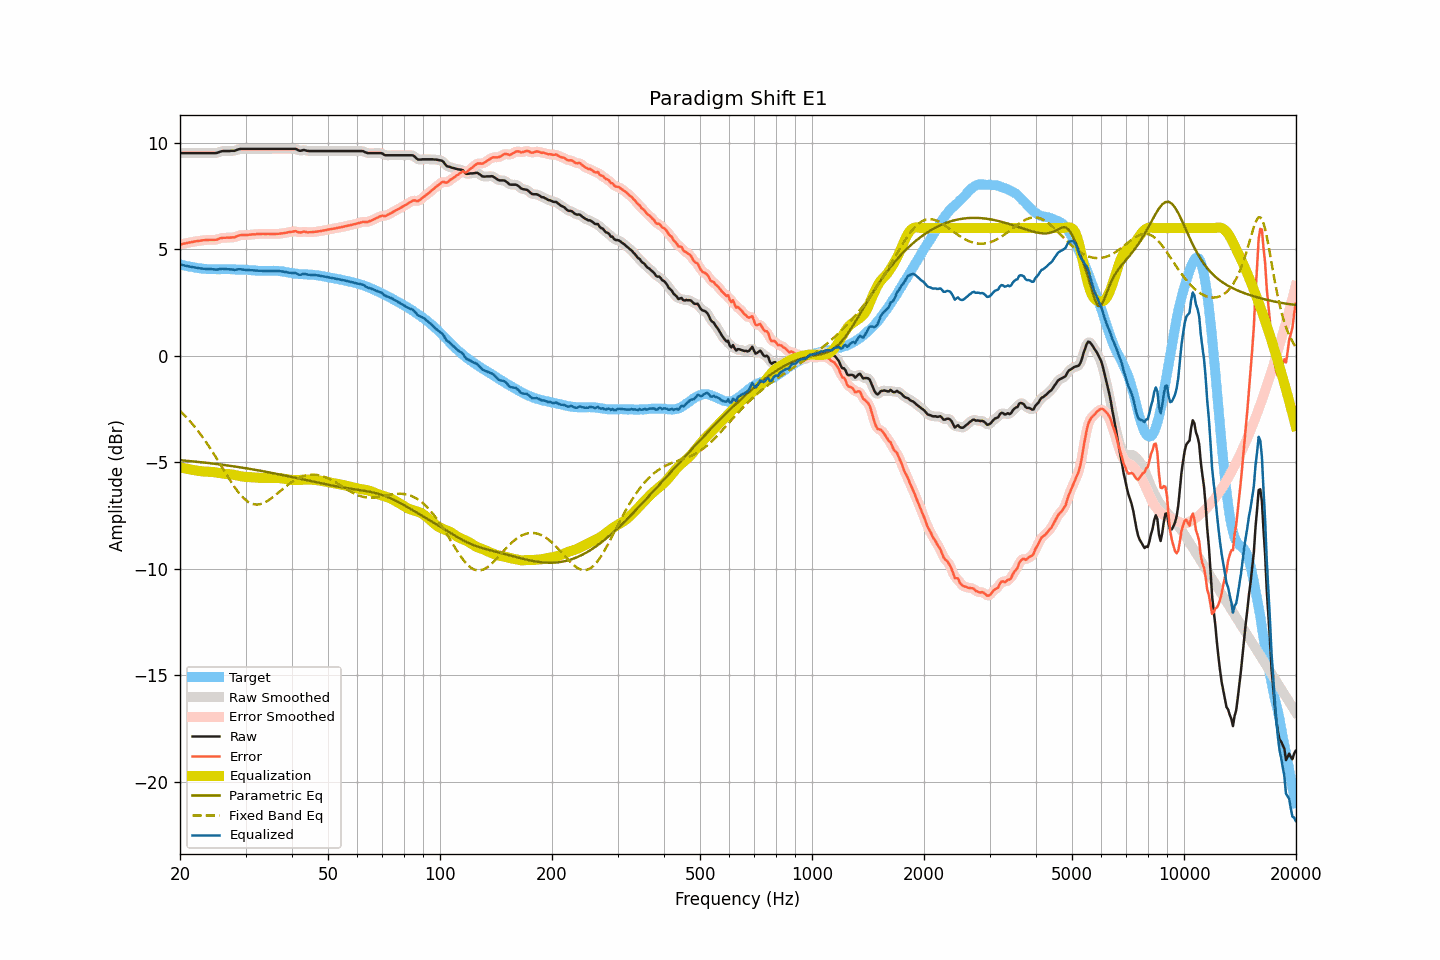 Paradigm Shift E1
Amplitude (dBr)
10
5
0
−5
−10
−15
−20
Target
Raw Smoothed
Error Smoothed
Raw
Error
Equalization
Parametric Eq
Fixed Band Eq
Equalized
20 50 100 200 500 1000 2000 5000 10000 20000
Frequency (Hz)